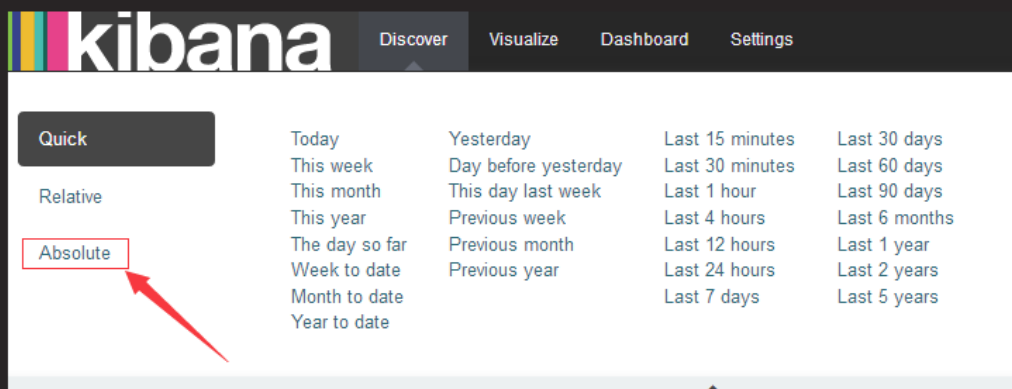 kibana Discover Visualize Dashboard Settings
Quick
Relative
Absolute
Today Yesterday Last 15 minutes Last 30 days
This week Day before yesterday Last 30 minutes Last 60 days
This month This day last week Last 1 hour Last 90 days
This year Previous week Last 4 hours Last 6 months
The day so far Previous month Last 12 hours Last 1 year
Week to date Previous year Last 24 hours Last 2 years
Month to date Last 7 days Last 5 years
Year to date